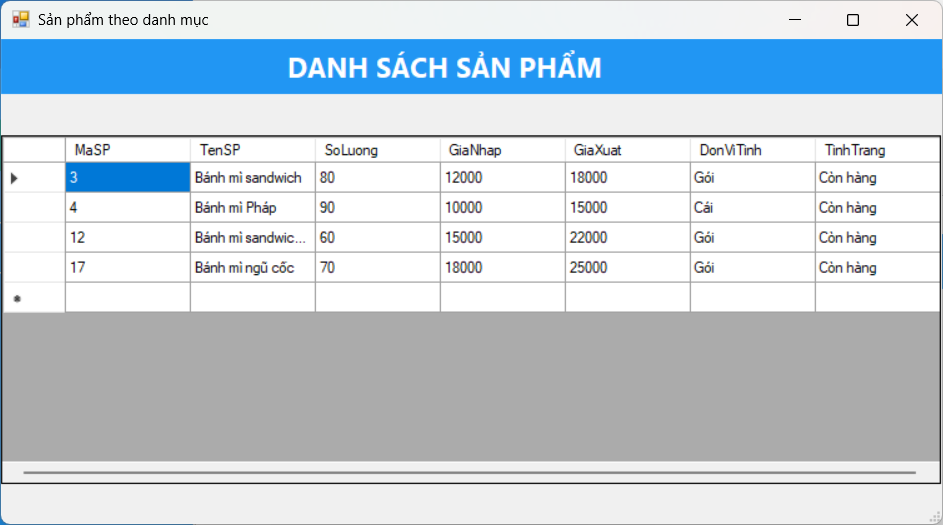 Sản phẩm theo danh mục
DANH SÁCH SẢN PHẨM
MaSP TenSP SoLuong GiaNhap GiaXuat DonViTinh TinhTrang
3 Bánh mì sandwich 80 12000 18000 Gói Còn hàng
4 Bánh mì Pháp 90 10000 15000 Cái Còn hàng
12 Bánh mì sandwic... 60 15000 22000 Gói Còn hàng
17 Bánh mì ngũ cốc 70 18000 25000 Gói Còn hàng